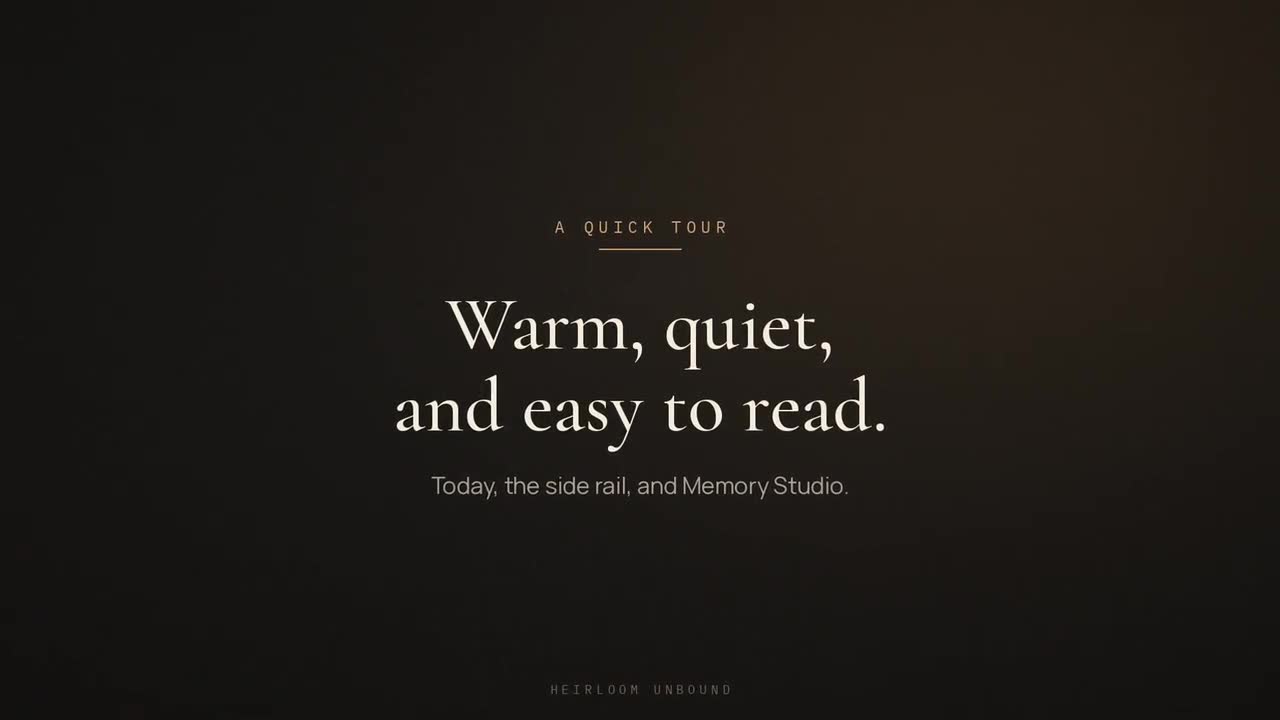 A QUICK TOUR
Warm, quiet,
and easy to read.
Today, the side rail, and Memory Studio.
HEIRLOOM UNBOUND